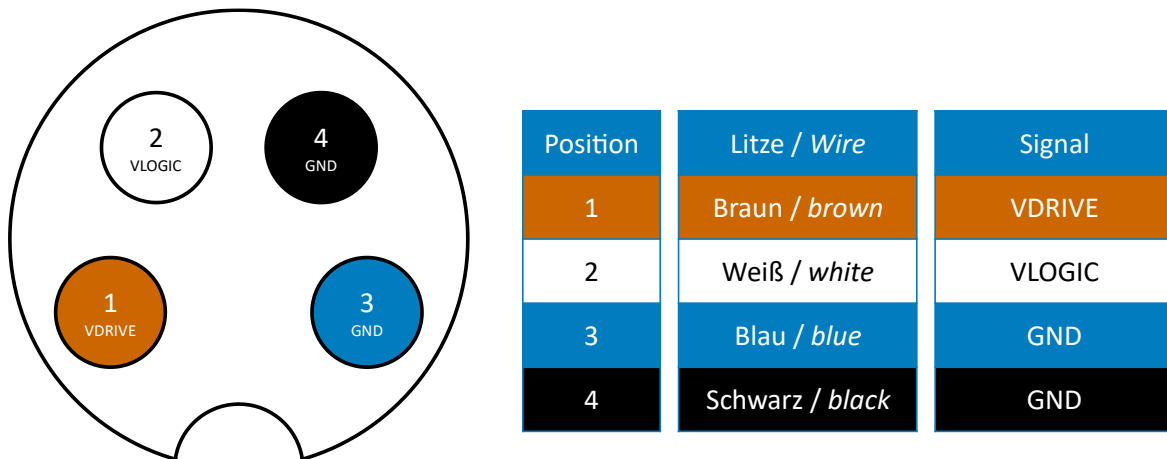 2
VLOGIC
4
GND
1
VDRIVE
3
GND
Position Litze / Wire Signal
1 Braun / brown VDRIVE
2 Weiß / white VLOGIC
3 Blau / blue GND
4 Schwarz / black GND